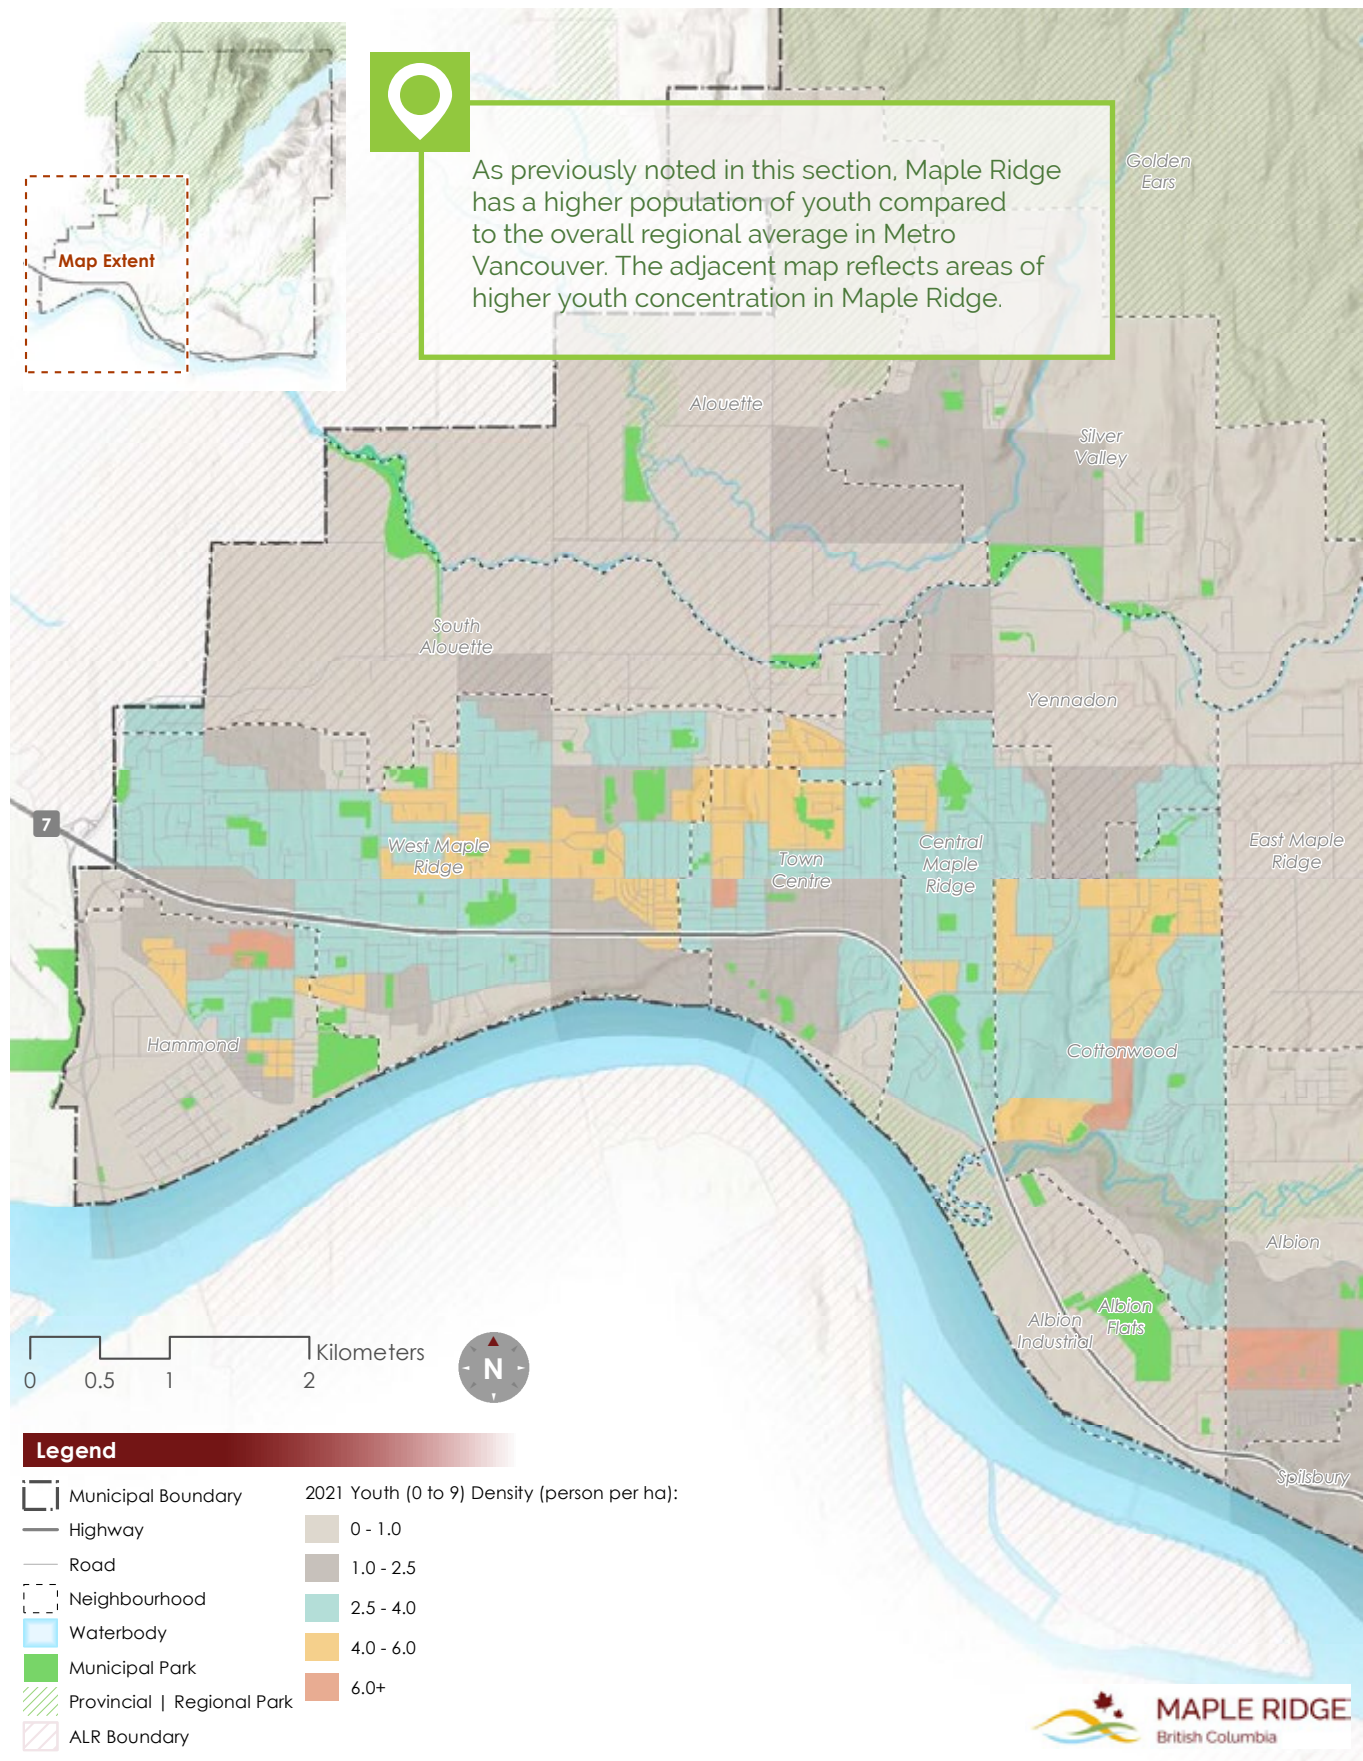 Map Extent
As previously noted in this section, Maple Ridge
has a higher population of youth compared
to the overall regional average in Metro
Vancouver. The adjacent map reflects areas of
higher youth concentration in Maple Ridge.
Golden
Ears
Alouette
Silver
Valley
South
Alouette
Yennadon
7
West Maple
Ridge
Town
Centre
Central
Maple
Ridge
East Maple
Ridge
Hammond
Cottonwood
Albion
Albion
Flats
Albion
Industrial
Spilsbury
Kilometers
0 0.5 1 2
N
Legend
Municipal Boundary
Highway
Road
Neighbourhood
Waterbody
Municipal Park
Provincial | Regional Park
ALR Boundary
2021 Youth (0 to 9) Density (person per ha):
0 - 1.0
1.0 - 2.5
2.5 - 4.0
4.0 - 6.0
6.0+
MAPLE RIDGE
British Columbia